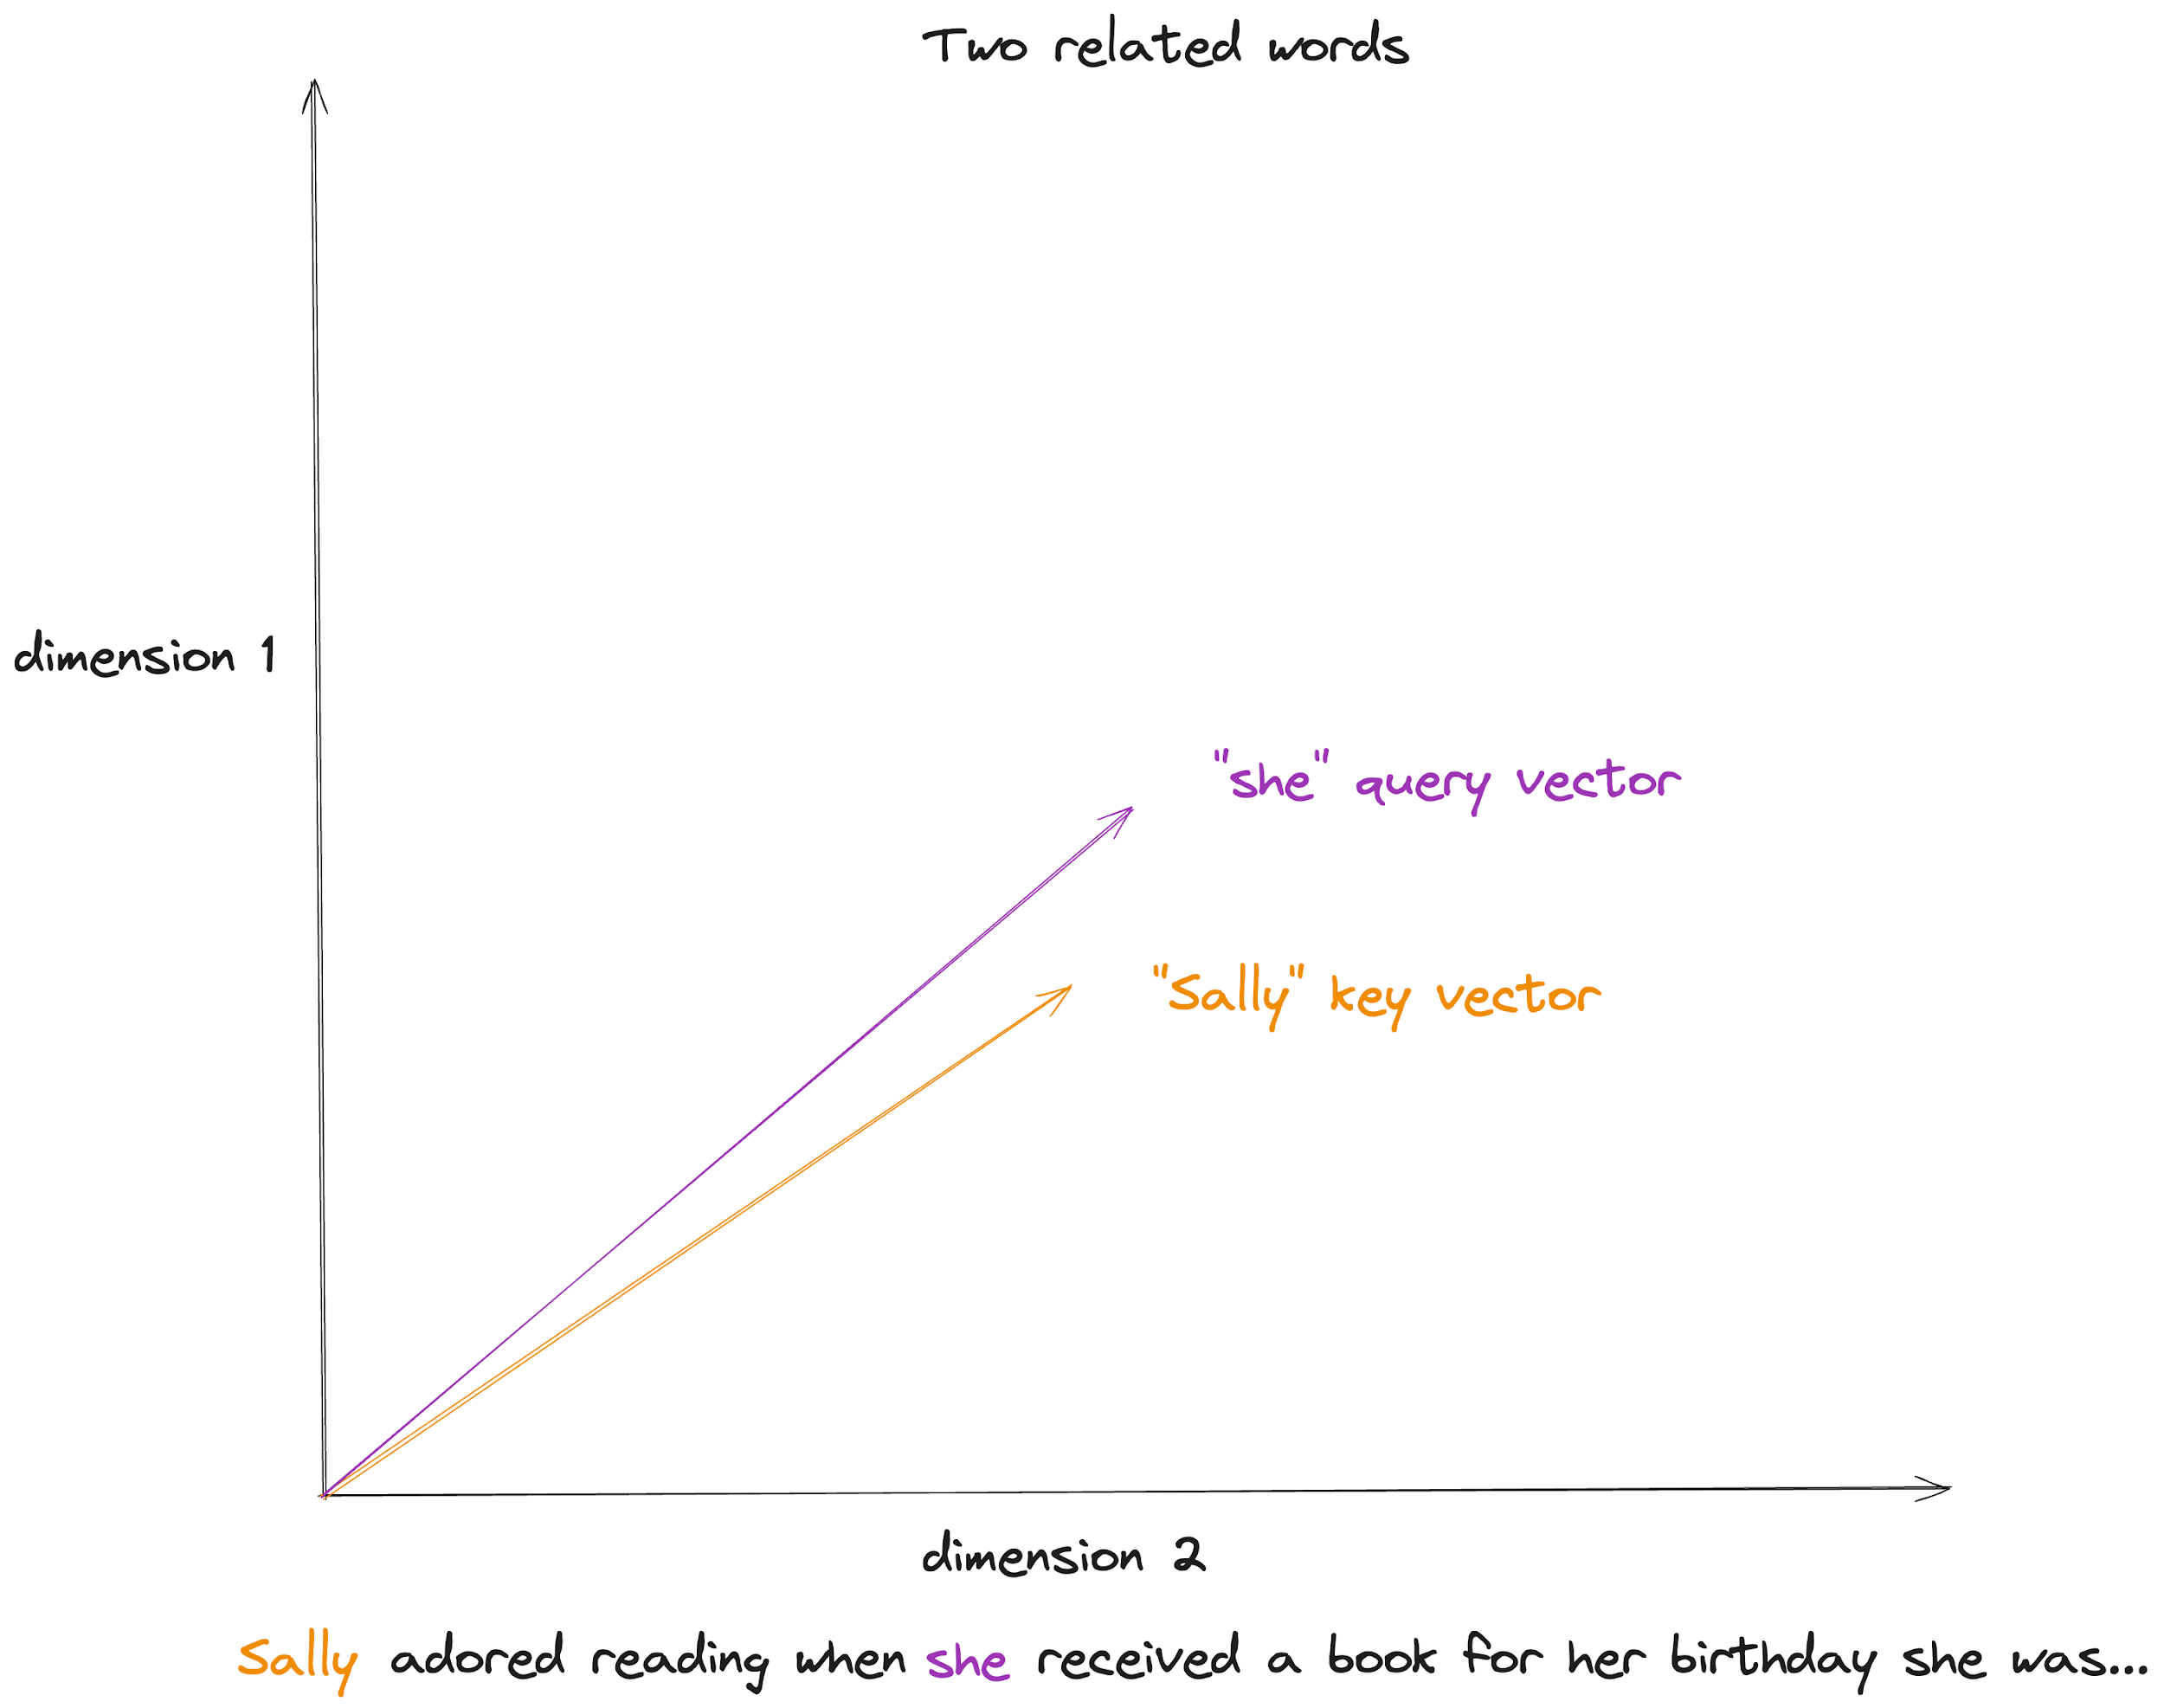 Two related words
dimension 1
"she" query vector
"Sally" key vector
dimension 2
Sally adored reading when she received a book for her birthday she was...